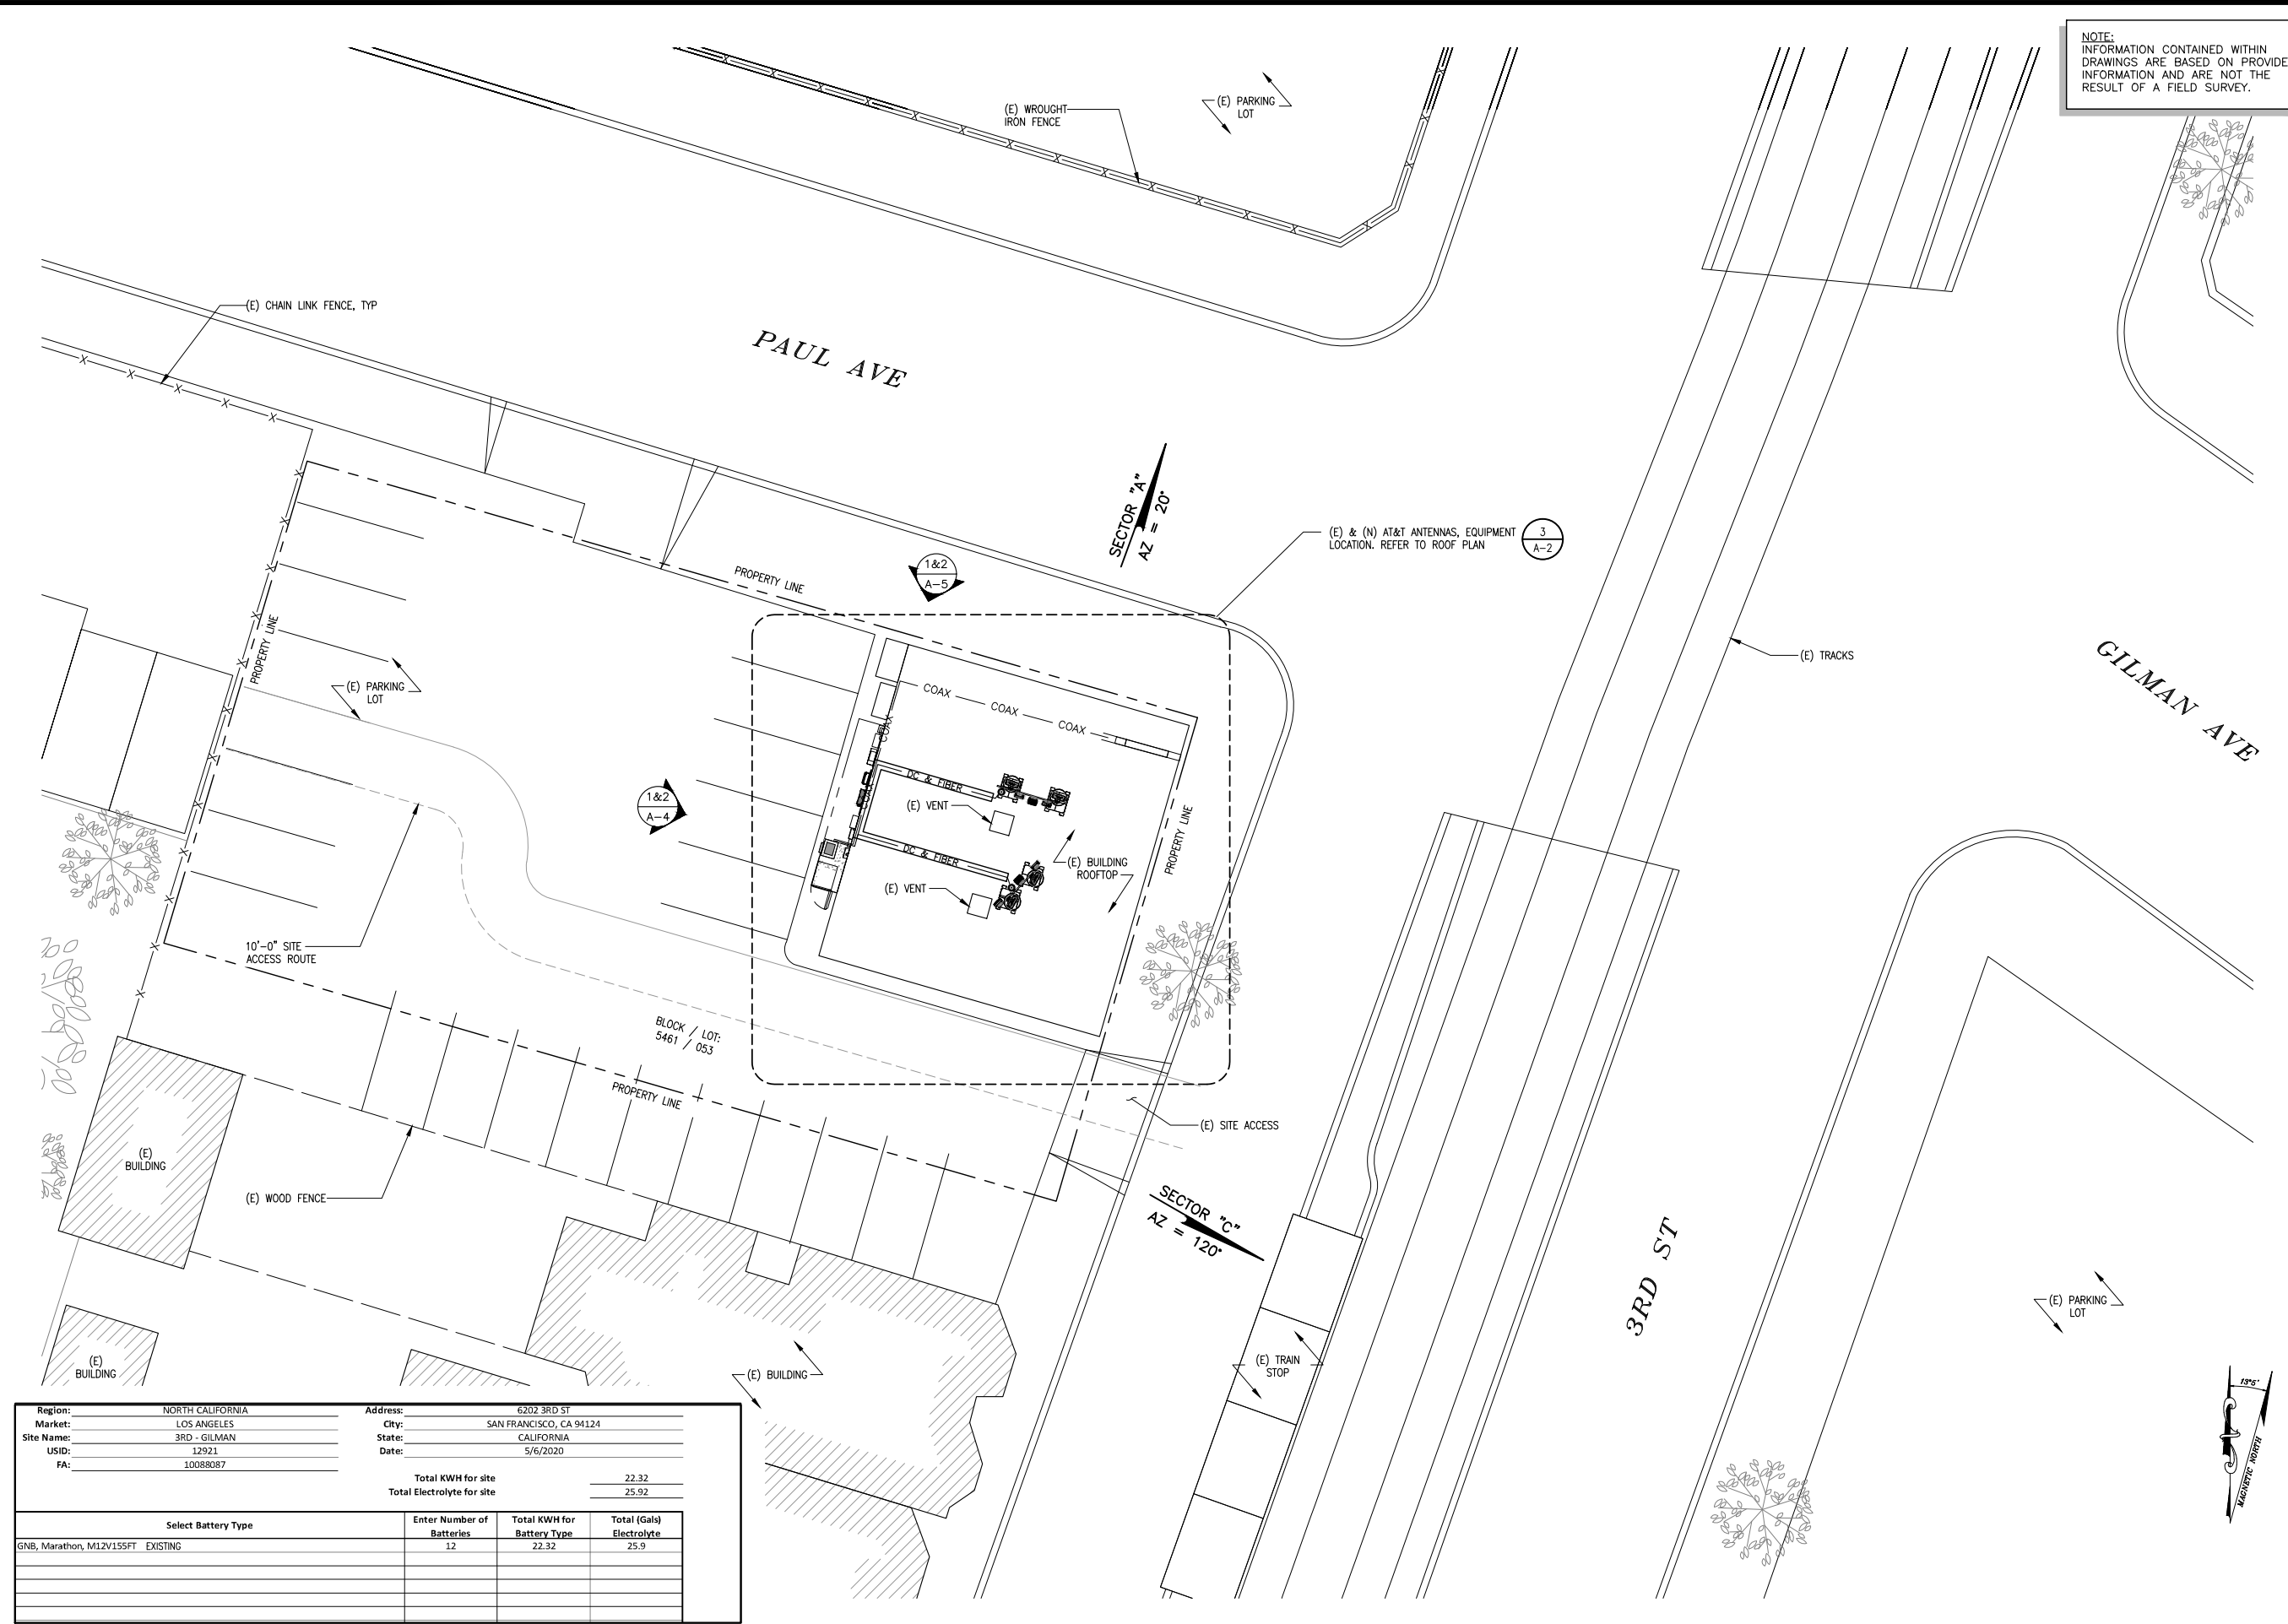 NOTE:
INFORMATION CONTAINED WITHIN
DRAWINGS ARE BASED ON PROVIDE
INFORMATION AND ARE NOT THE
RESULT OF A FIELD SURVEY.
(E) WROUGHT
IRON FENCE
(E) PARKING
LOT
(E) CHAIN LINK FENCE, TYP
PAUL AVE
SECTOR "A"
AZ = 20°
(E) & (N) AT&T ANTENNAS, EQUIPMENT
LOCATION. REFER TO ROOF PLAN
3
A-2
1&2
A-5
PROPERTY LINE
PROPERTY LINE
(E) PARKING
LOT
(E) TRACKS
GILMAN AVE
COAX
COAX
COAX
COAX
COAX
DC & FIBER
(E) VENT
1&2
A-4
PROPERTY LINE
DC & FIBER
(E) VENT
(E) BUILDING
ROOFTOP
10'-0" SITE
ACCESS ROUTE
BLOCK / LOT:
5461 / 053
PROPERTY LINE
(E) SITE ACCESS
(E)
BUILDING
(E) WOOD FENCE
SECTOR "C"
AZ = 120°
3RD ST
(E) PARKING
LOT
(E) TRAIN
STOP
(E)
BUILDING
(E) BUILDING
13°5'
MAGNETIC NORTH
Region: NORTH CALIFORNIA Address: 6202 3RD ST
Market: LOS ANGELES City: SAN FRANCISCO, CA 94124
Site Name: 3RD - GILMAN State: CALIFORNIA
USID: 12921 Date: 5/6/2020
FA: 10088087
Total KWH for site 22.32
Total Electrolyte for site 25.92
Select Battery Type Enter Number of Batteries Total KWH for Battery Type Total (Gals) Electrolyte
GNB, Marathon, M12V155FT EXISTING 12 22.32 25.9